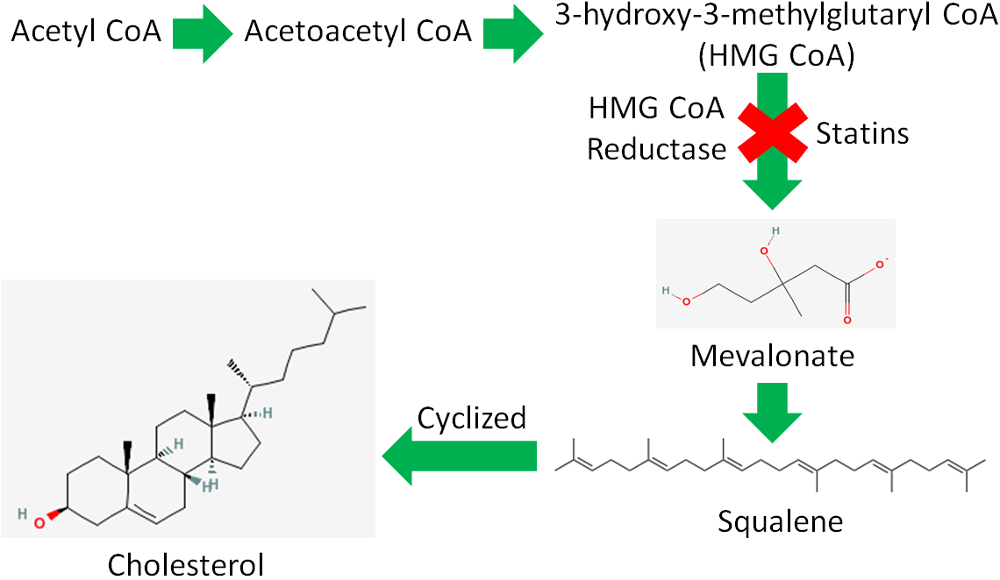 Acetyl CoA
Acetoacetyl CoA
3-hydroxy-3-methylglutaryl CoA
(HMG CoA)
HMG CoA
Reductase
Statins
H
O
H
O
O-
O
Mevalonate
Cyclized
Squalene
H
H
H
H
H
O
Cholesterol